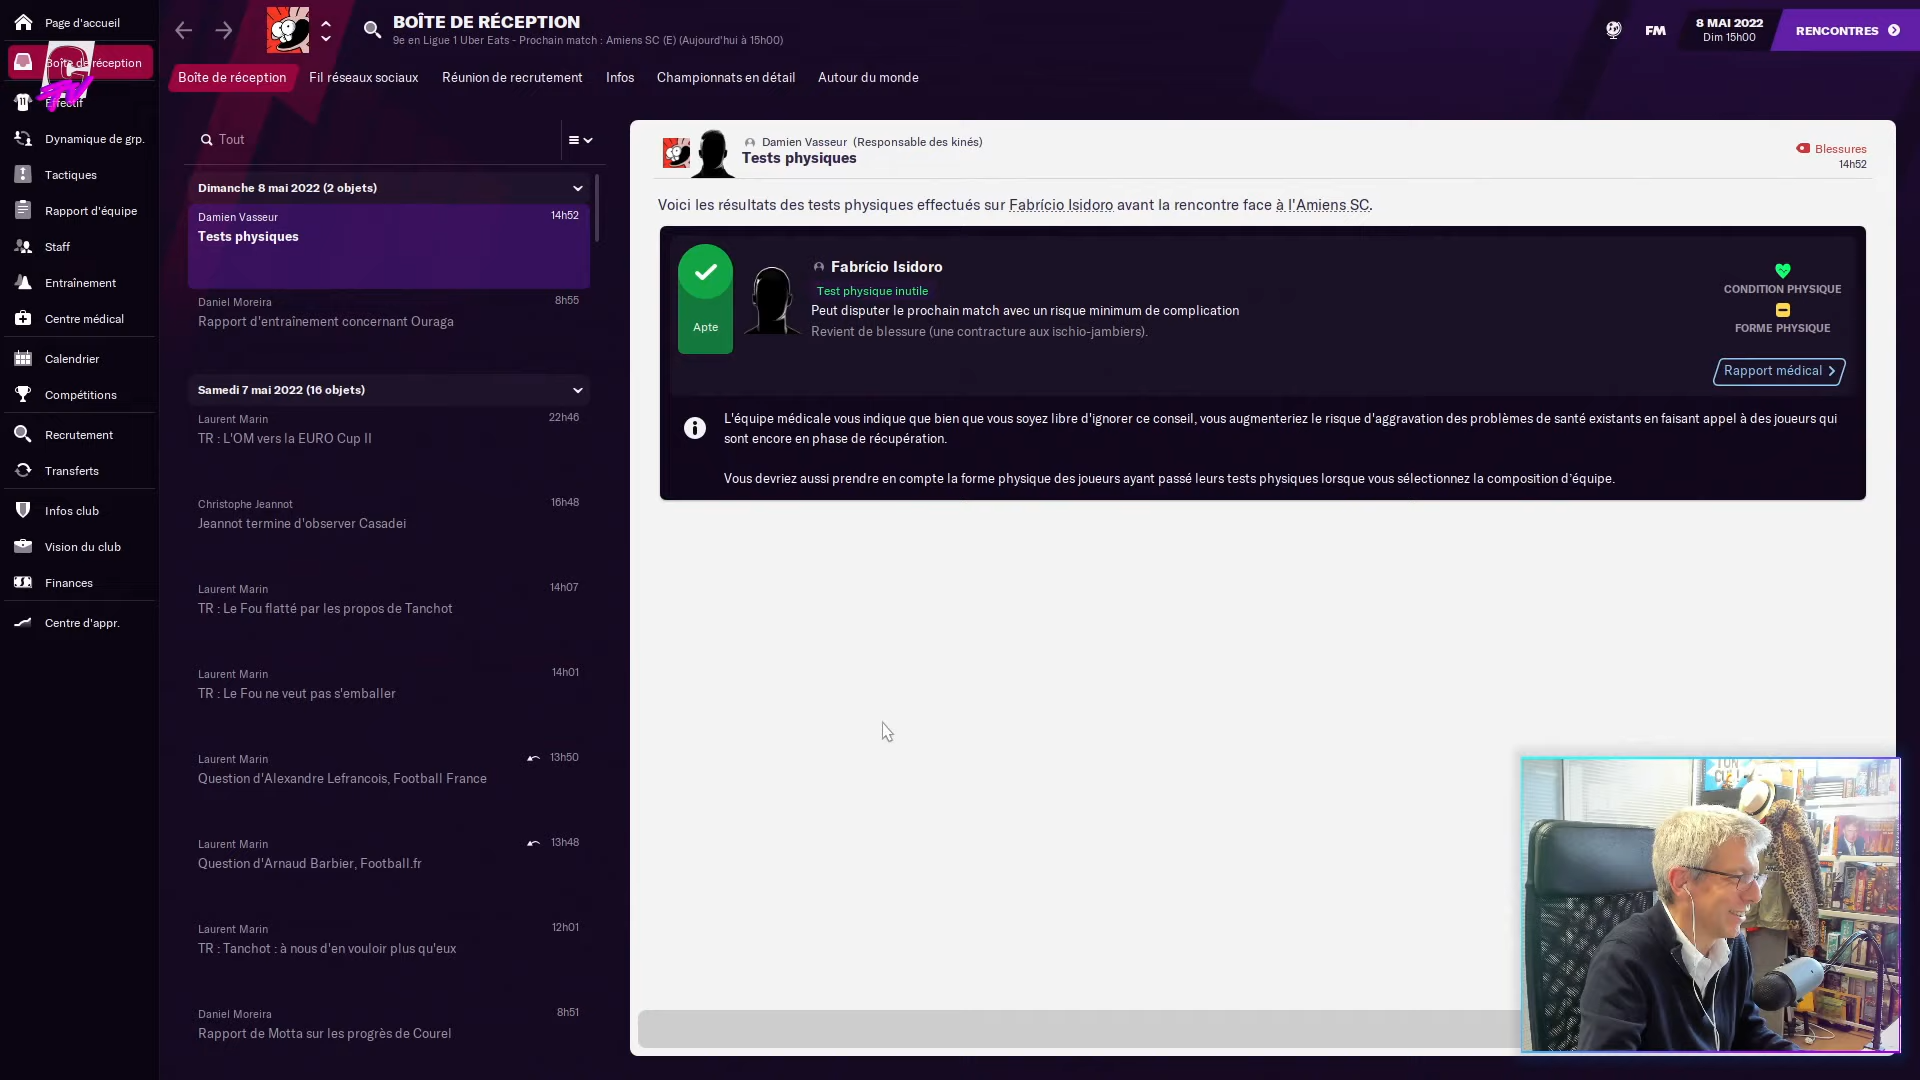 Page d'accueil
Boîte de réception
Effectif
Dynamique de grp.
Tactiques
Rapport d'équipe
Staff
Entraînement
Centre médical
Calendrier
Compétitions
Recrutement
Transferts
Infos club
Vision du club
Finances
Centre d'appr.
BOÎTE DE RÉCEPTION
9e en Ligue 1 Uber Eats - Prochain match : Amiens SC (E) (Aujourd'hui à 15h00)
FM
8 MAI 2022
Dim 15h00
RENCONTRES
Boîte de réception
Fil réseaux sociaux
Réunion de recrutement
Infos
Championnats en détail
Autour du monde
Tout
Dimanche 8 mai 2022 (2 objets)
Damien Vasseur 14h52
Tests physiques
Daniel Moreira 8h55
Rapport d'entraînement concernant Ouraga
Samedi 7 mai 2022 (16 objets)
Laurent Marin 22h46
TR : L'OM vers la EURO Cup II
Christophe Jeannot 16h48
Jeannot termine d'observer Casadei
Laurent Marin 14h07
TR : Le Fou flatté par les propos de Tanchot
Laurent Marin 14h01
TR : Le Fou ne veut pas s'emballer
Laurent Marin 13h50
Question d'Alexandre Lefrancois, Football France
Laurent Marin 13h48
Question d'Arnaud Barbier, Football.fr
Laurent Marin 12h01
TR : Tanchot : à nous d'en vouloir plus qu'eux
Daniel Moreira 8h51
Rapport de Motta sur les progrès de Courel
Damien Vasseur (Responsable des kinés)
Tests physiques
Blessures
14h52
Voici les résultats des tests physiques effectués sur Fabrício Isidoro avant la rencontre face à l'Amiens SC.
Apte
Fabrício Isidoro
Test physique inutile
Peut disputer le prochain match avec un risque minimum de complication
Revient de blessure (une contracture aux ischio-jambiers).
CONDITION PHYSIQUE
FORME PHYSIQUE
Rapport médical
L'équipe médicale vous indique que bien que vous soyez libre d'ignorer ce conseil, vous augmenteriez le risque d'aggravation des problèmes de santé existants en faisant appel à des joueurs qui
sont encore en phase de récupération.
Vous devriez aussi prendre en compte la forme physique des joueurs ayant passé leurs tests physiques lorsque vous sélectionnez la composition d'équipe.